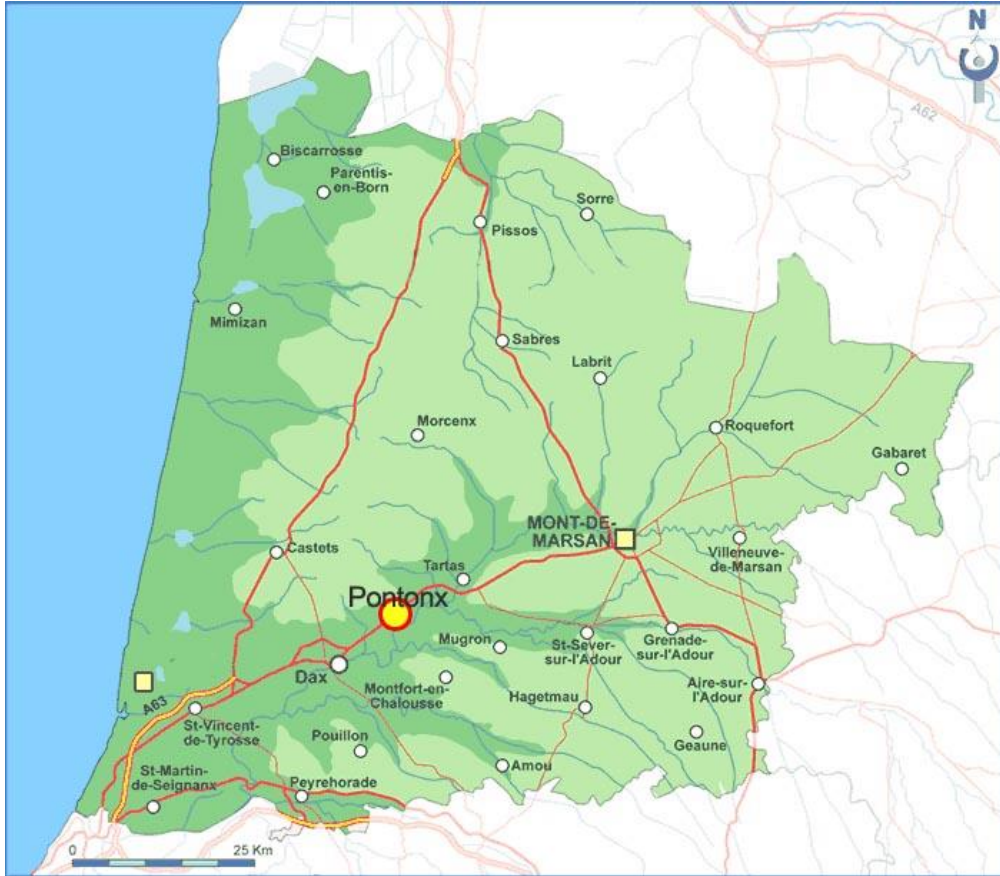 N
A62
Biscarrosse
Parentis-
en-Born
Sorre
Pissos
Mimizan
Sabres
Labrit
Morcenx
Roquefort
Gabaret
MONT-DE-
MARSAN
Castets
Villeneuve-
de-Marsan
Tartas
Pontonx
Mugron
St-Sever-
sur-l'Adour
Grenade-
sur-l'Adour
Dax
Montfort-en-
Chalousse
Aire-sur-
l'Adour
A63
Hagetmau
St-Vincent-
de-Tyrosse
Pouillon
Geaune
Amou
St-Martin-
de-Seignanx
Peyrehorade
0
25 Km